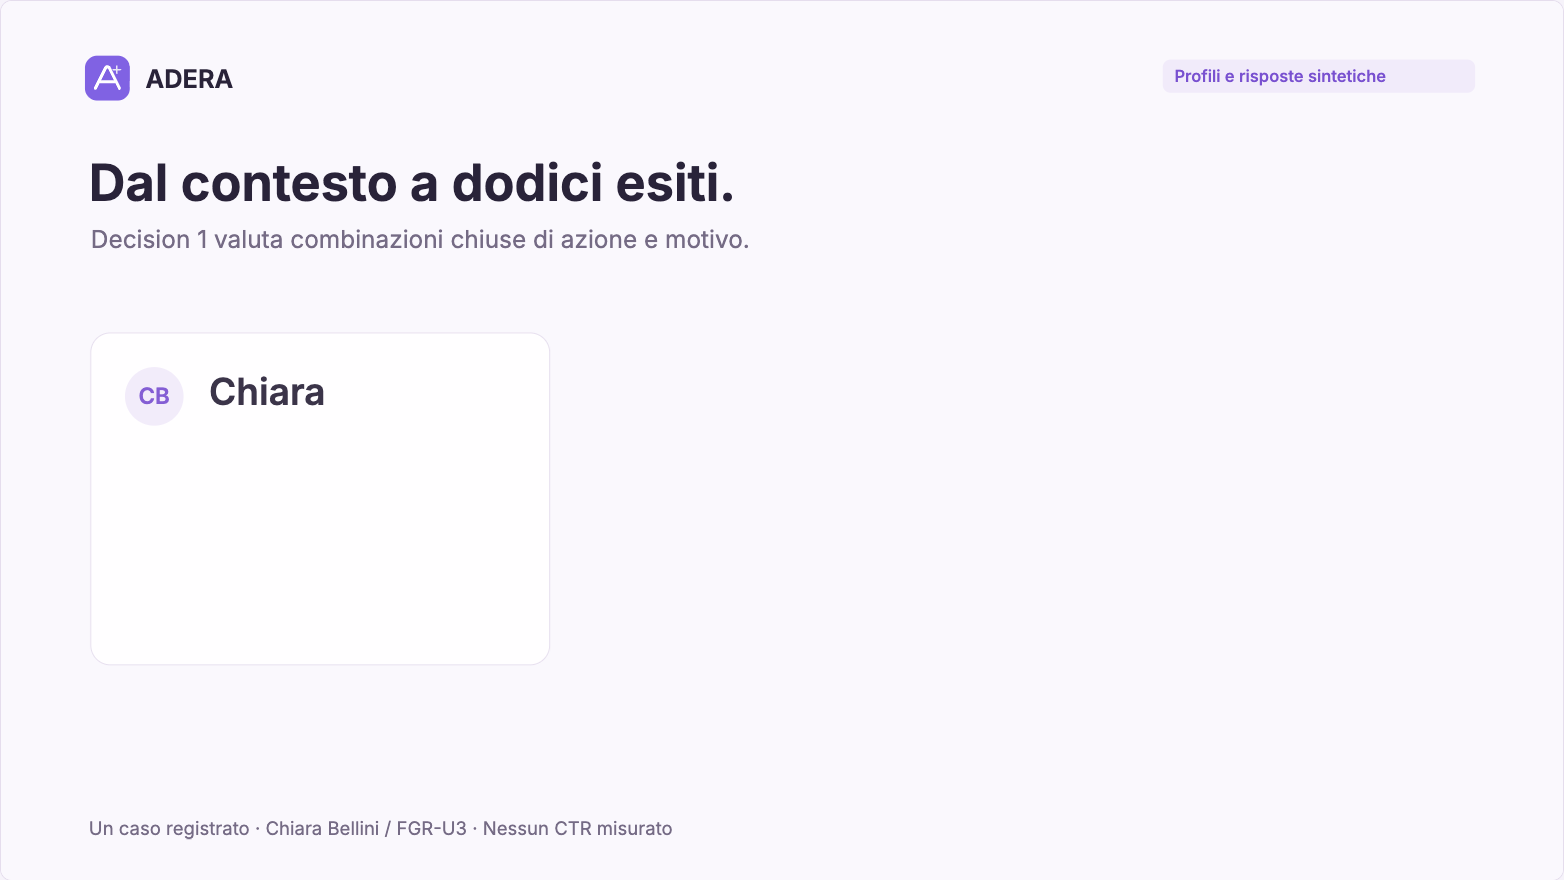 ADERA
Profili e risposte sintetiche
Dal contesto a dodici esiti.
Decision 1 valuta combinazioni chiuse di azione e motivo.
CB
Chiara
Un caso registrato · Chiara Bellini / FGR-U3 · Nessun CTR misurato